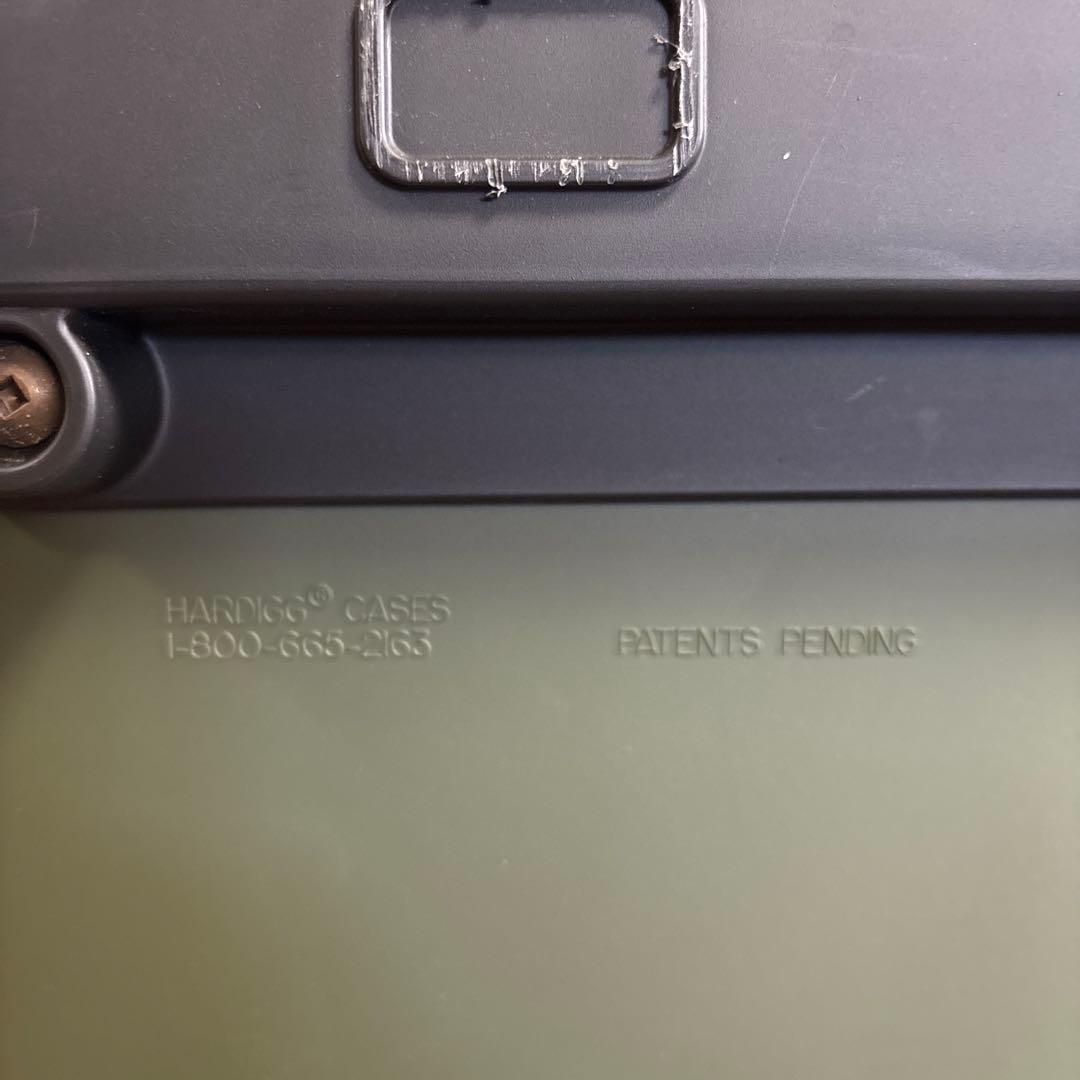 HARDIGG® CASES
1-800-665-2163
PATENTS PENDING